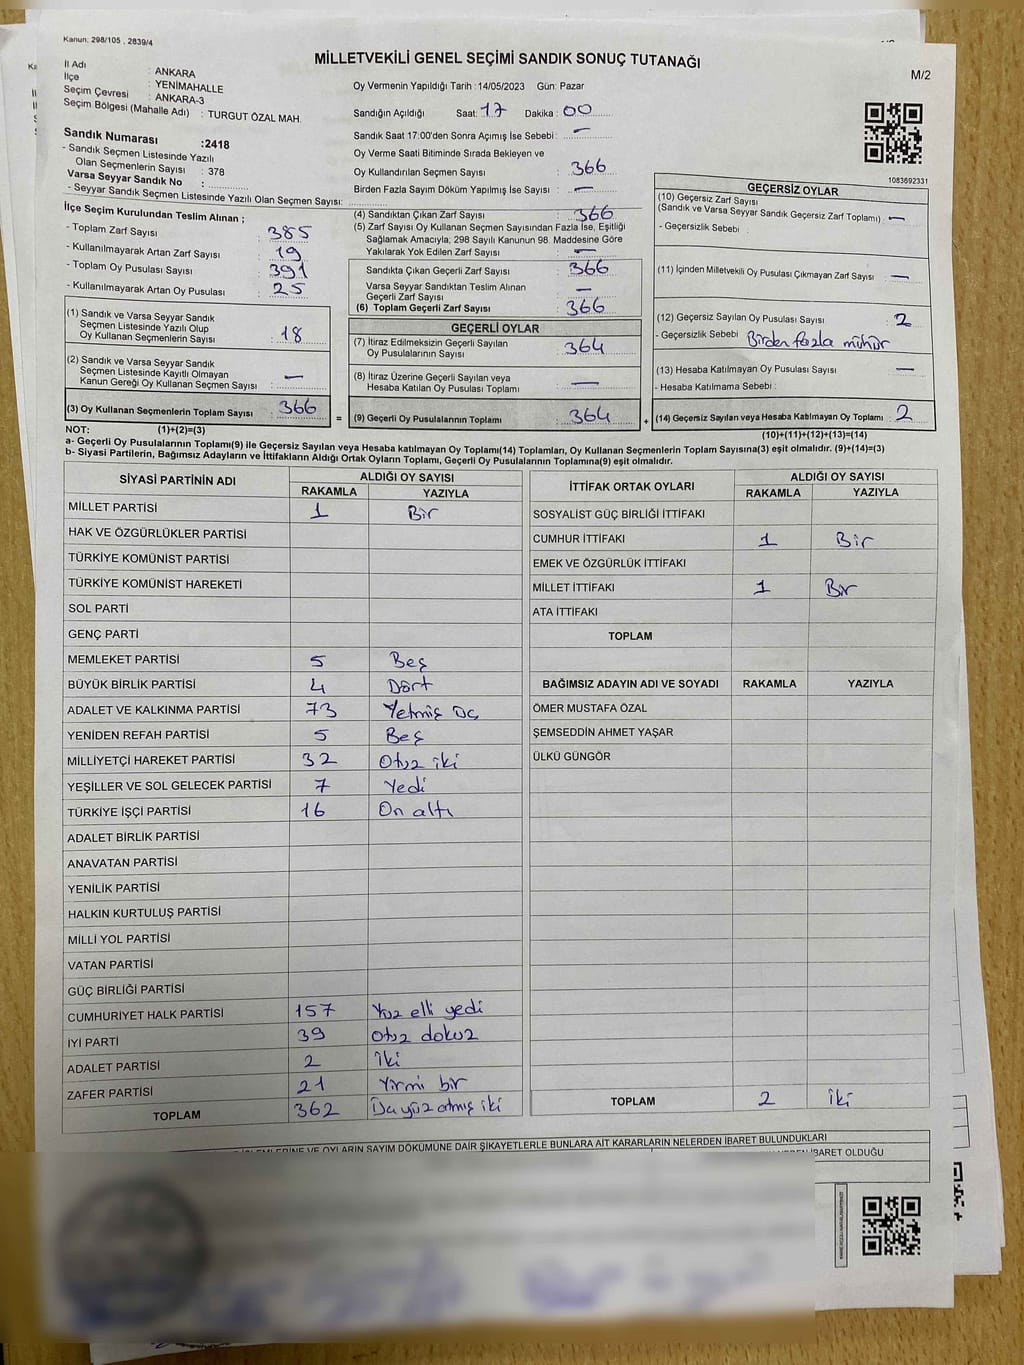 Kanun: 298/105 , 2839/4
MİLLETVEKİLİ GENEL SEÇİMİ SANDIK SONUÇ TUTANAĞI
M/2
İl Adı : ANKARA
İlçe : YENİMAHALLE
Seçim Çevresi : ANKARA-3
Seçim Bölgesi (Mahalle Adı) : TURGUT ÖZAL MAH.
Sandık Numarası :2418
- Sandık Seçmen Listesinde Yazılı
Olan Seçmenlerin Sayısı : 378
Varsa Seyyar Sandık No :
- Seyyar Sandık Seçmen Listesinde Yazılı Olan Seçmen Sayısı:
Oy Vermenin Yapıldığı Tarih : 14/05/2023 Gün: Pazar
Sandığın Açıldığı Saat: 17 Dakika : 00
Sandık Saat 17:00'den Sonra Açımış İse Sebebi : —
Oy Verme Saati Bitiminde Sırada Bekleyen ve
Oy Kullandırılan Seçmen Sayısı : 366
Birden Fazla Sayım Döküm Yapılmış İse Sayısı : —
1083692331
İlçe Seçim Kurulundan Teslim Alınan ;
- Toplam Zarf Sayısı : 385
- Kullanılmayarak Artan Zarf Sayısı : 19
- Toplam Oy Pusulası Sayısı : 391
- Kullanılmayarak Artan Oy Pusulası : 25
(1) Sandık ve Varsa Seyyar Sandık
Seçmen Listesinde Yazılı Olup
Oy Kullanan Seçmenlerin Sayısı : 18
(2) Sandık ve Varsa Seyyar Sandık
Seçmen Listesinde Kayıtlı Olmayan
Kanun Gereği Oy Kullanan Seçmen Sayısı : —
(3) Oy Kullanan Seçmenlerin Toplam Sayısı : 366
(4) Sandıktan Çıkan Zarf Sayısı : 366
(5) Zarf Sayısı Oy Kullanan Seçmen Sayısından Fazla İse, Eşitliği
Sağlamak Amacıyla; 298 Sayılı Kanunun 98. Maddesine Göre
Yakılarak Yok Edilen Zarf Sayısı : —
Sandıkta Çıkan Geçerli Zarf Sayısı : 366
Varsa Seyyar Sandıktan Teslim Alınan
Geçerli Zarf Sayısı : —
(6) Toplam Geçerli Zarf Sayısı : 366
GEÇERLİ OYLAR
(7) İtiraz Edilmeksizin Geçerli Sayılan
Oy Pusulalarının Sayısı : 364
(8) İtiraz Üzerine Geçerli Sayılan veya
Hesaba Katılan Oy Pusulası Toplamı : —
= (9) Geçerli Oy Pusulalarının Toplamı : 364 +
GEÇERSİZ OYLAR
(10) Geçersiz Zarf Sayısı
(Sandık ve Varsa Seyyar Sandık Geçersiz Zarf Toplamı) : —
- Geçersizlik Sebebi :
(11) İçinden Milletvekili Oy Pusulası Çıkmayan Zarf Sayısı : —
(12) Geçersiz Sayılan Oy Pusulası Sayısı : 2
- Geçersizlik Sebebi : Birden fazla mühür
(13) Hesaba Katılmayan Oy Pusulası Sayısı : —
- Hesaba Katılmama Sebebi :
(14) Geçersiz Sayılan veya Hesaba Katılmayan Oy Toplamı : 2
NOT: (1)+(2)=(3)
(10)+(11)+(12)+(13)=(14)
a- Geçerli Oy Pusulalarının Toplamı(9) ile Geçersiz Sayılan veya Hesaba katılmayan Oy Toplamı(14) Toplamları, Oy Kullanan Seçmenlerin Toplam Sayısına(3) eşit olmalıdır. (9)+(14)=(3)
b- Siyasi Partilerin, Bağımsız Adayların ve İttifakların Aldığı Ortak Oyların Toplamı, Geçerli Oy Pusulalarının Toplamına(9) eşit olmalıdır.
SİYASİ PARTİNİN ADI ALDIĞI OY SAYISI
RAKAMLA YAZIYLA
MİLLET PARTİSİ 1 Bir
HAK VE ÖZGÜRLÜKLER PARTİSİ
TÜRKİYE KOMÜNİST PARTİSİ
TÜRKİYE KOMÜNİST HAREKETİ
SOL PARTİ
GENÇ PARTİ
MEMLEKET PARTİSİ 5 Beş
BÜYÜK BİRLİK PARTİSİ 4 Dört
ADALET VE KALKINMA PARTİSİ 73 Yetmiş üç
YENİDEN REFAH PARTİSİ 5 Beş
MİLLİYETÇİ HAREKET PARTİSİ 32 Otuz iki
YEŞİLLER VE SOL GELECEK PARTİSİ 7 Yedi
TÜRKİYE İŞÇİ PARTİSİ 16 On altı
ADALET BİRLİK PARTİSİ
ANAVATAN PARTİSİ
YENİLİK PARTİSİ
HALKIN KURTULUŞ PARTİSİ
MİLLİ YOL PARTİSİ
VATAN PARTİSİ
GÜÇ BİRLİĞİ PARTİSİ
CUMHURİYET HALK PARTİSİ 157 Yüz elli yedi
İYİ PARTİ 39 Otuz dokuz
ADALET PARTİSİ 2 İki
ZAFER PARTİSİ 21 Yirmi bir
TOPLAM 362 Üçyüz atmış iki
İTTİFAK ORTAK OYLARI ALDIĞI OY SAYISI
RAKAMLA YAZIYLA
SOSYALİST GÜÇ BİRLİĞİ İTTİFAKI
CUMHUR İTTİFAKI 1 Bir
EMEK VE ÖZGÜRLÜK İTTİFAKI
MİLLET İTTİFAKI 1 Bir
ATA İTTİFAKI
TOPLAM
BAĞIMSIZ ADAYIN ADI VE SOYADI RAKAMLA YAZIYLA
ÖMER MUSTAFA ÖZAL
ŞEMSEDDİN AHMET YAŞAR
ÜLKÜ GÜNGÖR
TOPLAM 2 iki
OYLARIN SAYIM DÖKÜMÜNE DAİR ŞİKAYETLERLE BUNLARA AİT KARARLARIN NELERDEN İBARET BULUNDUKLARI
İBARET OLDUĞU